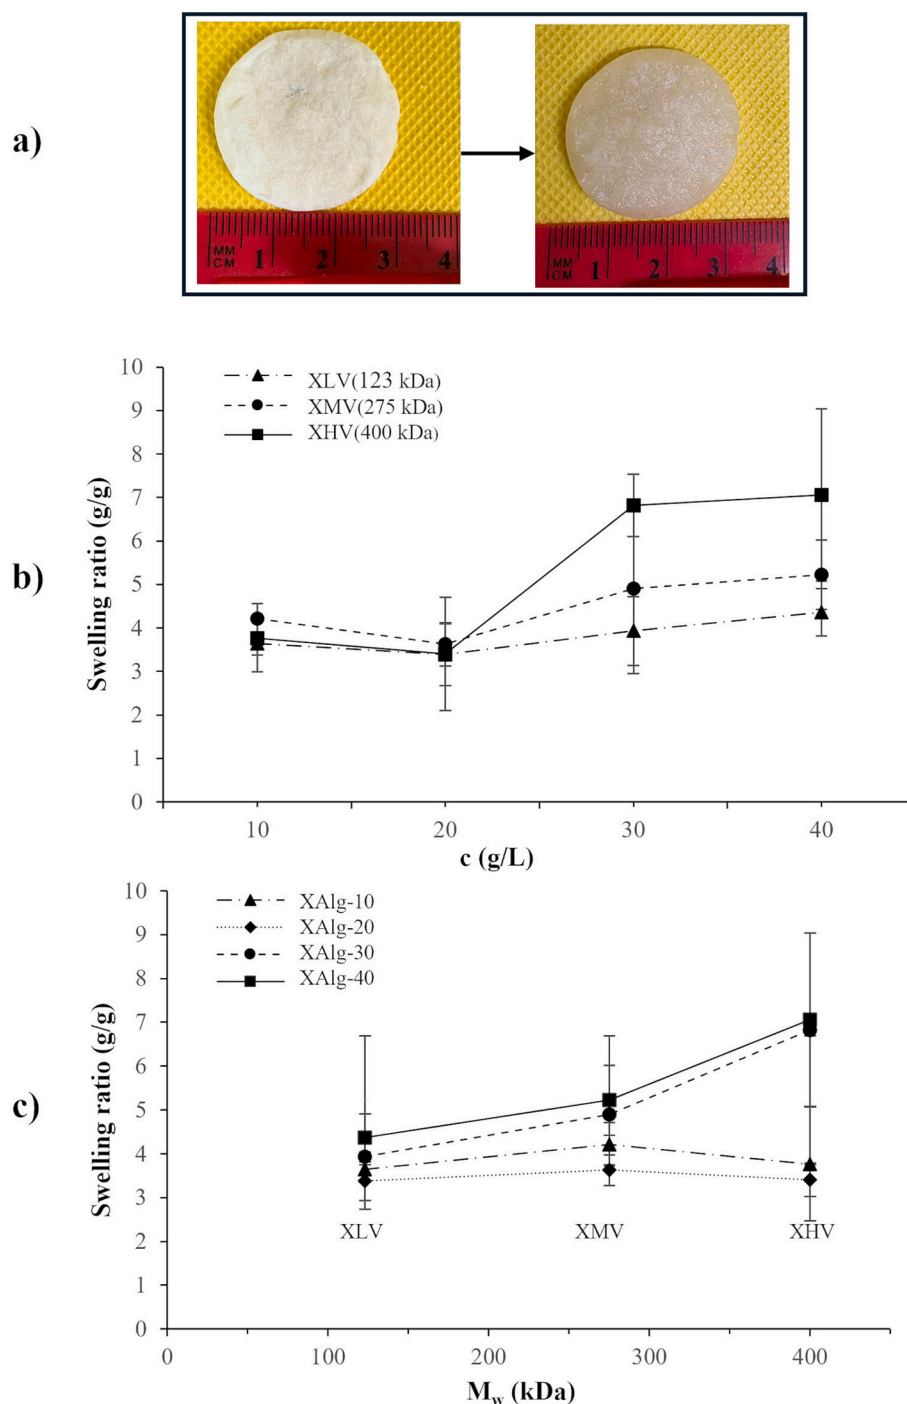 a)
MM
CM
1 2 3 4
MM
CM
1 2 3 4
b)
Swelling ratio (g/g)
10
9
8
7
6
5
4
3
2
1
0
XLV(123 kDa)
XMV(275 kDa)
XHV(400 kDa)
10 20 30 40
c (g/L)
c)
Swelling ratio (g/g)
10
9
8
7
6
5
4
3
2
1
0
XAlg-10
XAlg-20
XAlg-30
XAlg-40
XLV XMV XHV
0 100 200 300 400
Mw (kDa)